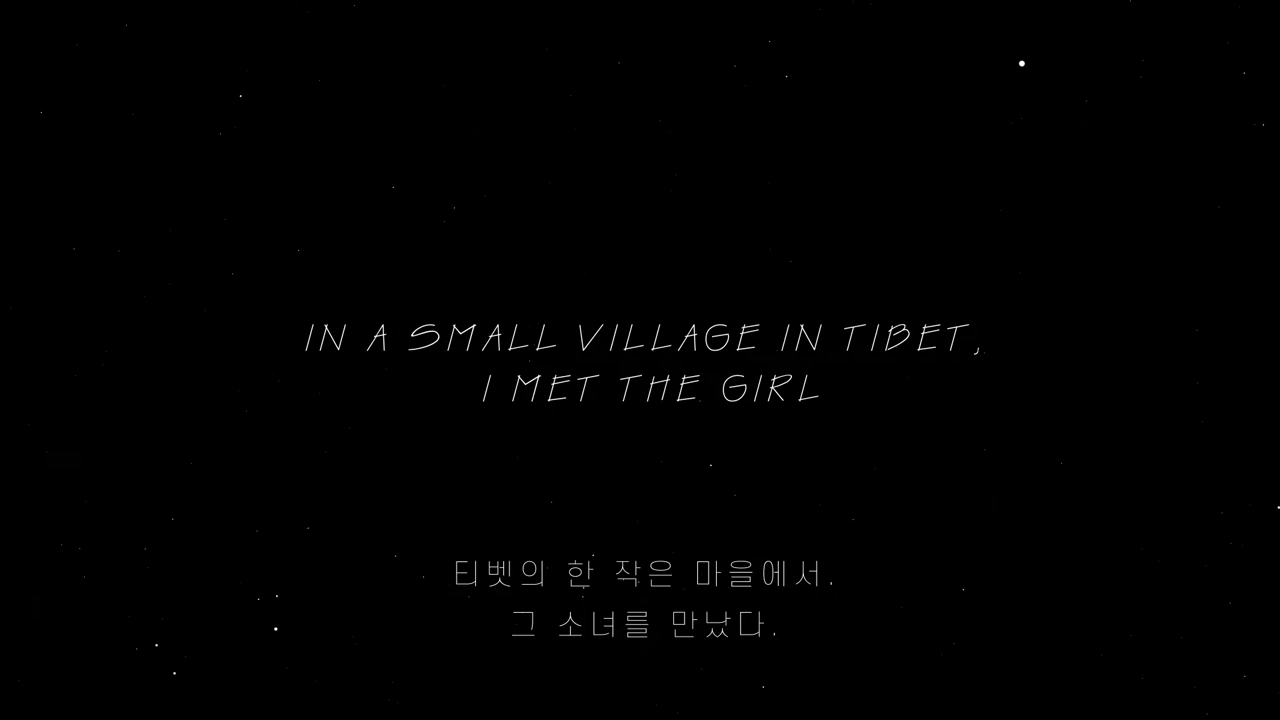 IN A SMALL VILLAGE IN TIBET,
I MET THE GIRL
티벳의 한 작은 마을에서.
그 소녀를 만났다.